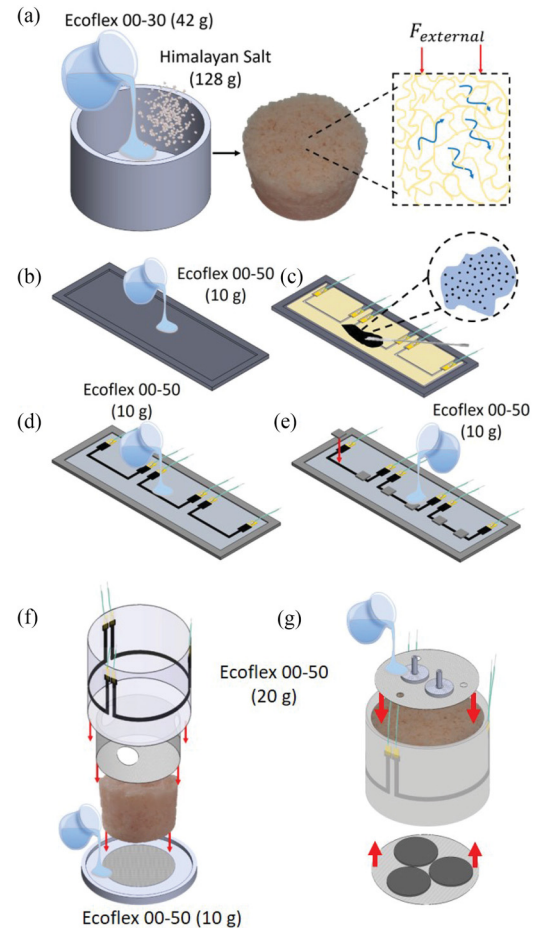 (a)
Ecoflex 00-30 (42 g)
Himalayan Salt
(128 g)
F_external
(b)
Ecoflex 00-50
(10 g)
(c)
(d)
Ecoflex 00-50
(10 g)
(e)
Ecoflex 00-50
(10 g)
(f)
Ecoflex 00-50
(20 g)
(g)
Ecoflex 00-50 (10 g)